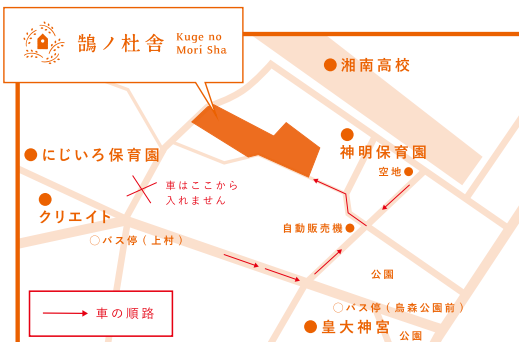 鵠ノ杜舎
Kuge no
Mori Sha
湘南高校
にじいろ保育園
神明保育園
空地
車はここから
入れません
クリエイト
自動販売機
バス停(上村)
公園
車の順路
バス停(烏森公園前)
皇大神宮
公園